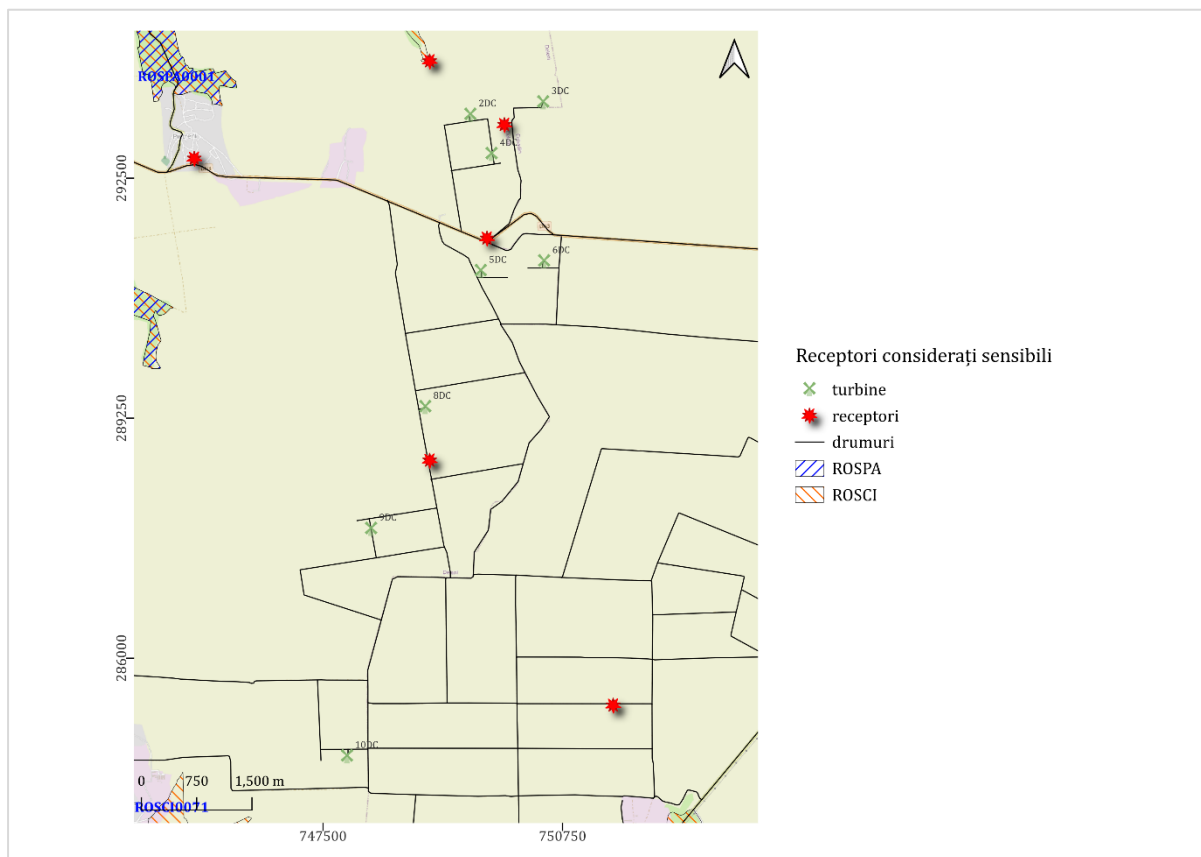 ROSPA0001
2DC
3DC
4DC
292500
5DC
6DC
Receptori considerați sensibili
turbine
receptori
drumuri
ROSPA
ROSCI
289250
8DC
9DC
286000
10DC
0 750 1,500 m
ROSCI0071
747500 750750